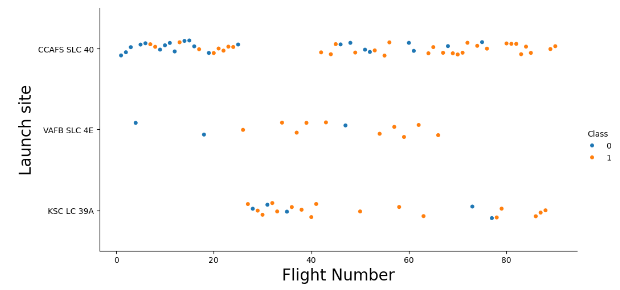 CCAFS SLC 40
VAFB SLC 4E
KSC LC 39A
Launch site
0 20 40 60 80
Flight Number
Class
0
1